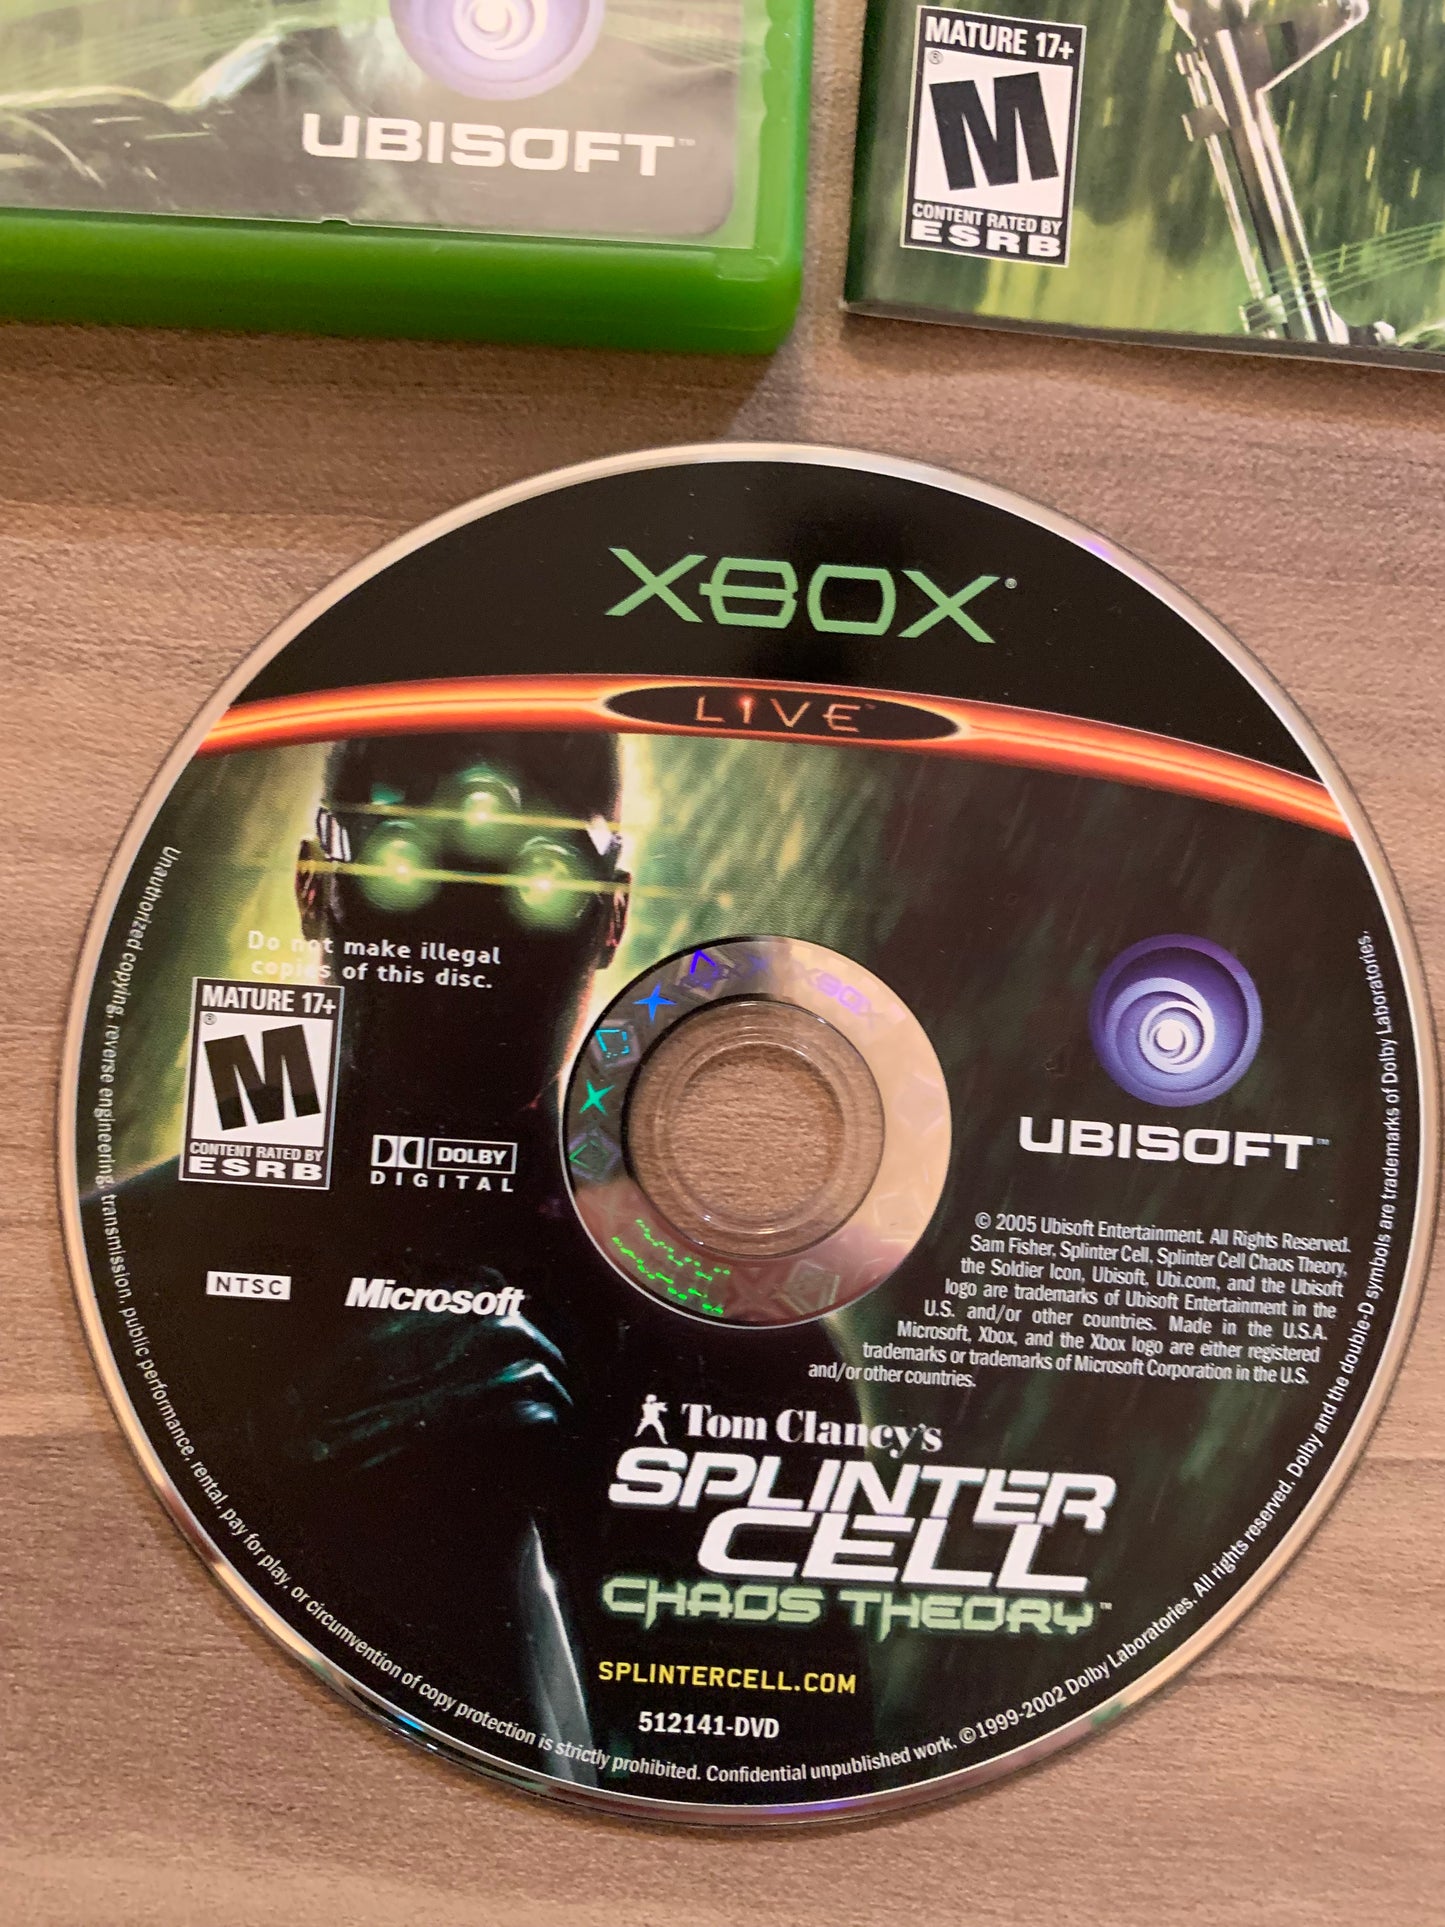 UBISOFT™
MATURE 17+
M
®
CONTENT RATED BY
ESRB
XBOX®
LIVE™
Do not make illegal
copies of this disc.
MATURE 17+
®
M
CONTENT RATED BY
ESRB
DOLBY
DIGITAL
NTSC
Microsoft
XBOX
UBISOFT™
© 2005 Ubisoft Entertainment. All Rights Reserved.
Sam Fisher, Splinter Cell, Splinter Cell Chaos Theory,
the Soldier Icon, Ubisoft, Ubi.com, and the Ubisoft
logo are trademarks of Ubisoft Entertainment in the
U.S. and/or other countries. Made in the U.S.A.
Microsoft, Xbox, and the Xbox logo are either registered
trademarks or trademarks of Microsoft Corporation in the U.S.
and/or other countries.
Tom Clancy's
SPLINTER
CELL
CHAOS THEORY™
SPLINTERCELL.COM
512141-DVD
Unauthorized copying, reverse engineering, transmission, public performance, rental, pay for play, or circumvention of copy protection is strictly prohibited. Confidential unpublished work. ©1999-2002 Dolby Laboratories. All rights reserved. Dolby and the double-D symbols are trademarks of Dolby Laboratories.